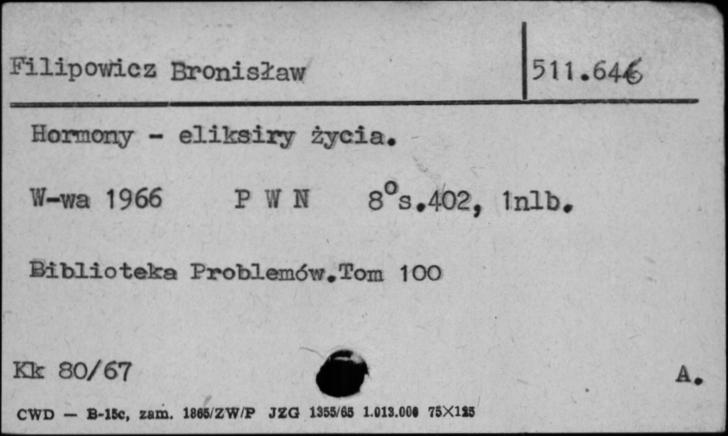 Filipowicz Bronisław 511.646
Hormony - eliksiry życia.
W-wa 1966 P W N 8°s.402, 1nlb.
Biblioteka Problemów.Tom 100
Kk 80/67 A.
CWD — B-15c, zam. 1865/ZW/P JZG 1355/65 1.013.000 75X125